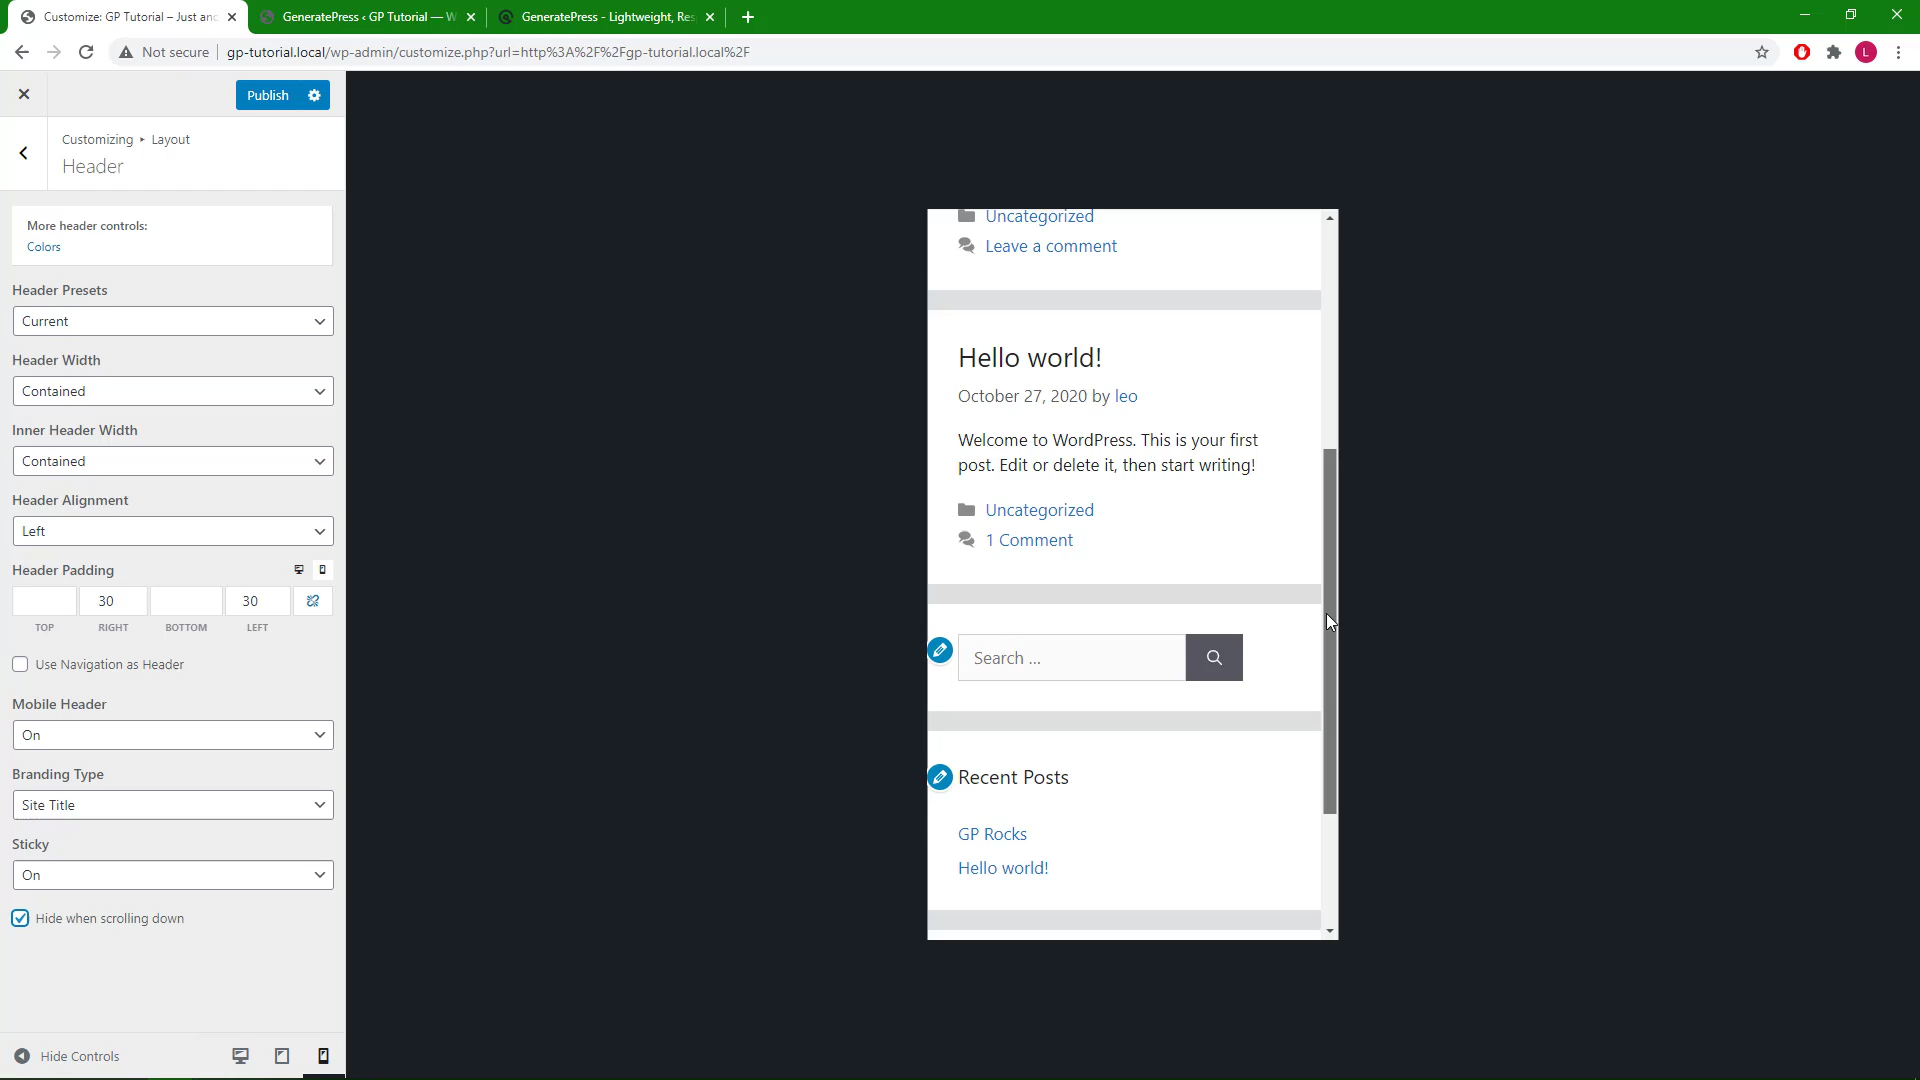 Customize: GP Tutorial – Just anc
GeneratePress ‹ GP Tutorial — W
GeneratePress - Lightweight, Res
Not secure
gp-tutorial.local/wp-admin/customize.php?url=http%3A%2F%2Fgp-tutorial.local%2F
L
Publish
Customizing ▸ Layout
Header
More header controls:
Colors
Header Presets
Current
Header Width
Contained
Inner Header Width
Contained
Header Alignment
Left
Header Padding
30
30
TOP
RIGHT
BOTTOM
LEFT
Use Navigation as Header
Mobile Header
On
Branding Type
Site Title
Sticky
On
Hide when scrolling down
Hide Controls
Uncategorized
Leave a comment
Hello world!
October 27, 2020 by leo
Welcome to WordPress. This is your first
post. Edit or delete it, then start writing!
Uncategorized
1 Comment
Search ...
Recent Posts
GP Rocks
Hello world!